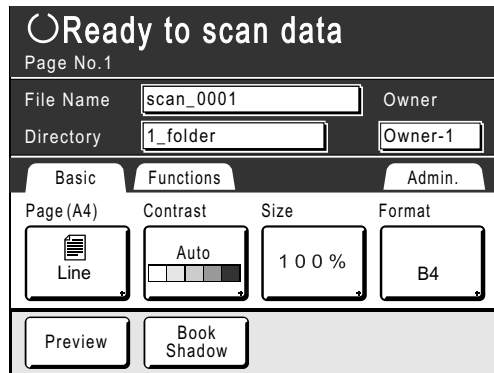 Ready to scan data
Page No.1
File Name scan_0001 Owner
Directory 1_folder Owner-1
Basic Functions Admin.
Page (A4) Contrast Size Format
Line Auto 100% B4
Preview Book Shadow